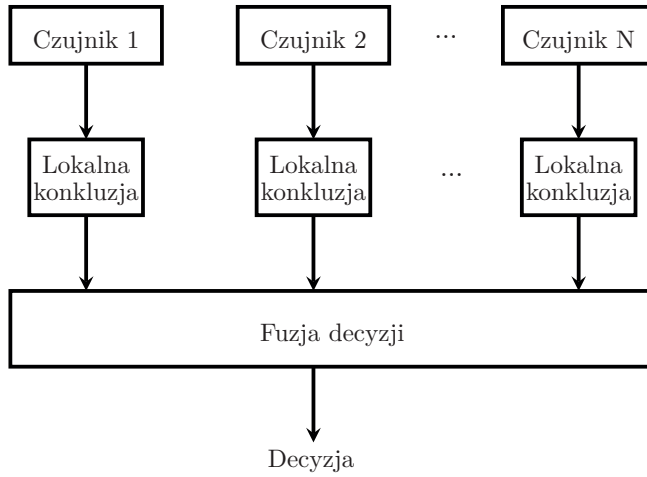 Czujnik 1
Czujnik 2
...
Czujnik N
Lokalna
konkluzja
Lokalna
konkluzja
...
Lokalna
konkluzja
Fuzja decyzji
Decyzja